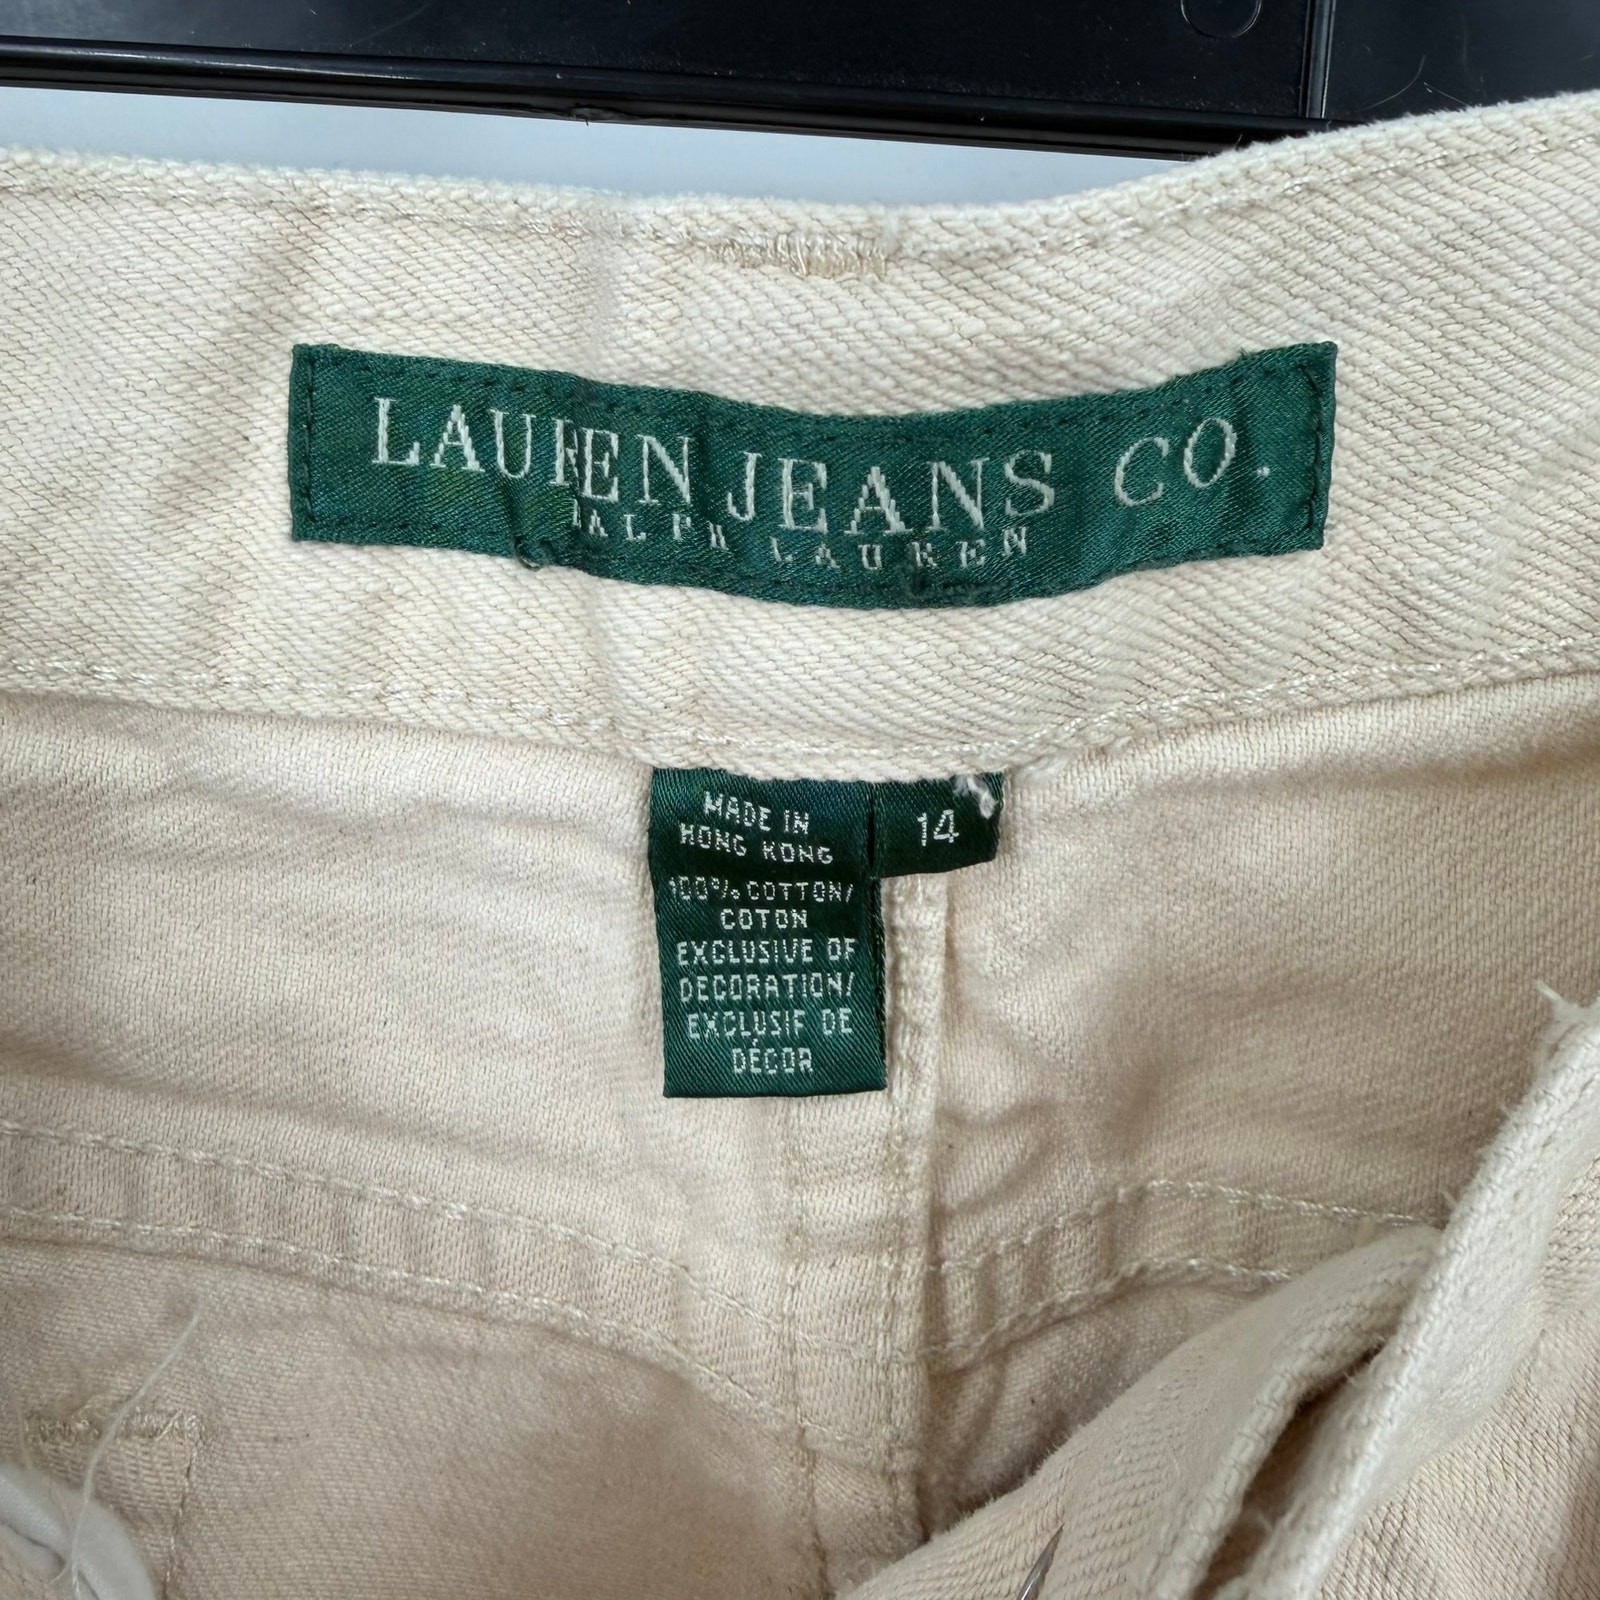 LAUREN JEANS CO.
RALPH LAUREN
MADE IN
HONG KONG
100% COTTON/
COTON
EXCLUSIVE OF
DECORATION/
EXCLUSIF DE
DÉCOR
14